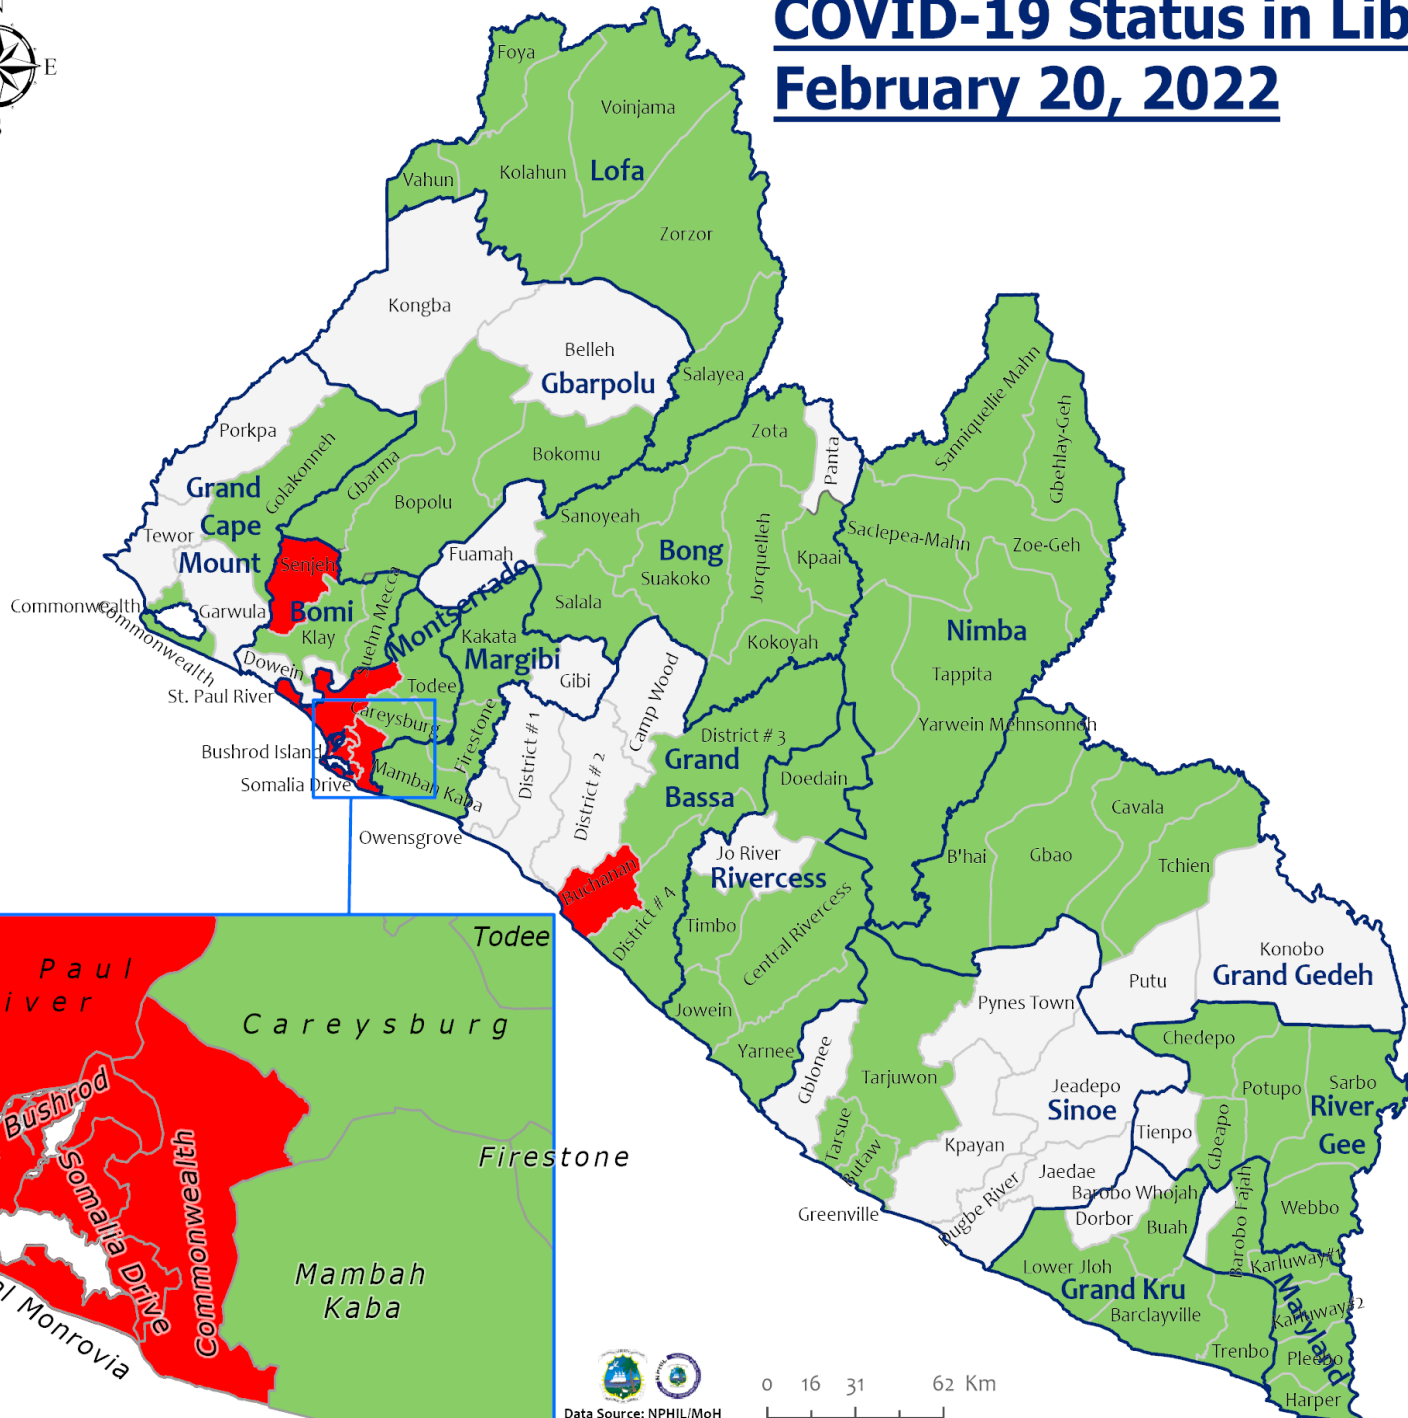 COVID-19 Status in Lib
February 20, 2022
E
Foya
Voinjama
Kolahun
Lofa
Vahun
Zorzor
Kongba
Belleh
Gbarpolu
Salayea
Sanniquellie Mahn
Gbehlay-Geh
Porkpa
Golakonneh
Zota
Panta
Gbarma
Bokomu
Grand
Cape
Mount
Bopolu
Sanoyeah
Tewor
Fuamah
Bong
Jorquelleh
Kpaai
Saclepea-Mahn
Zoe-Geh
Senjeh
Suakoko
Montserrado
Commonwealth
Commonwealth
Garwula
Bomi
Klay
Suehn Mecca
Salala
Kakata
Margibi
Kokoyah
Nimba
Dowein
Gibi
Camp Wood
Tappita
St. Paul River
Todee
Careysburg
Firestone
District # 1
District # 2
District # 3
Yarwein Mehnsonnoh
Bushrod Island
Grand
Bassa
Doedain
Somalia Drive
Mambah Kaba
Owensgrove
Cavala
Jo River
Rivercess
B'hai
Gbao
Tchien
Buchanan
District # 4
Timbo
Central Rivercess
Konobo
Grand Gedeh
Putu
Pynes Town
Jowein
Yarnee
Gblonee
Tarjuwon
Chedepo
Jeadepo
Sinoe
Potupo
Sarbo
River
Gee
Tarsue
Butaw
Kpayan
Tienpo
Gbeapo
Jaedae
Barobo Whojah
Dugbe River
Greenville
Dorbor
Buah
Barobo Fajah
Webbo
Lower Jloh
Grand Kru
Barclayville
Karluway#1
Karluway#2
Maryland
Trenbo
Pleebo
Harper
Todee
Paul
iver
Careysburg
Bushrod
Somalia Drive
Commonwealth
Firestone
Mambah
Kaba
al Monrovia
Data Source: NPHIL/MoH
0 16 31 62 Km